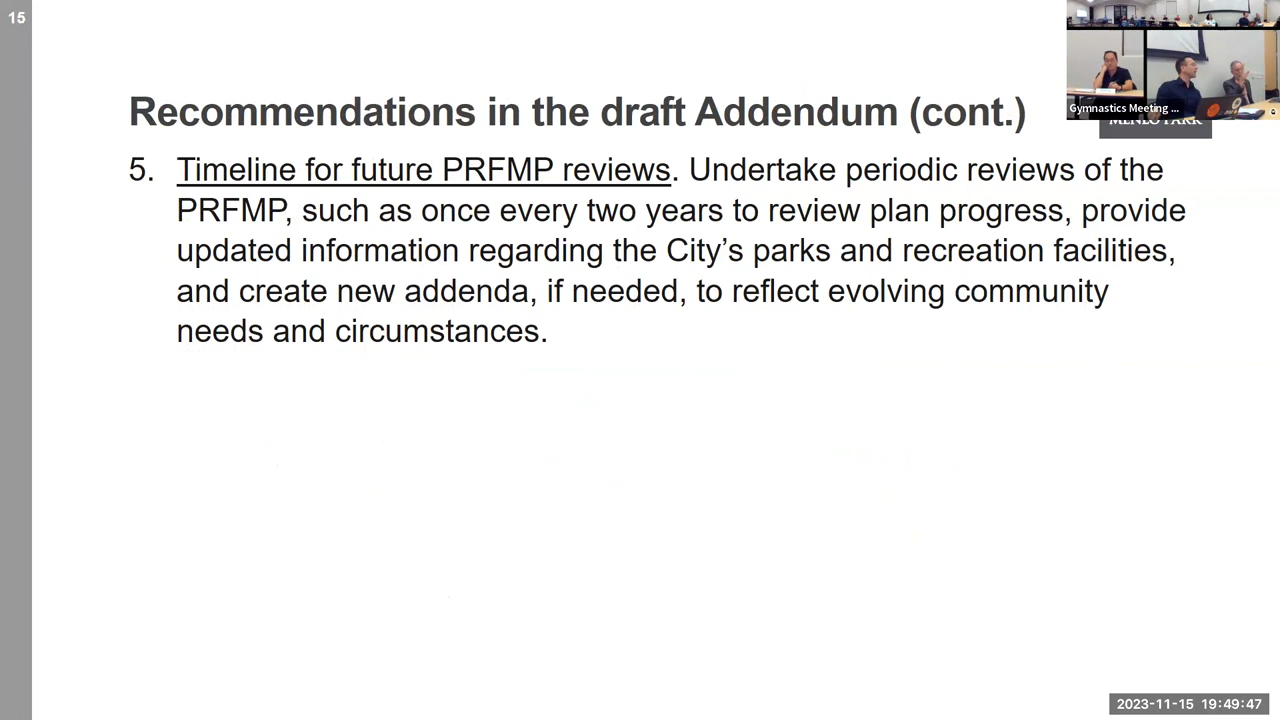 15
Gymnastics Meeting ...
MENLO PARK
Recommendations in the draft Addendum (cont.)
5. Timeline for future PRFMP reviews. Undertake periodic reviews of the
PRFMP, such as once every two years to review plan progress, provide
updated information regarding the City’s parks and recreation facilities,
and create new addenda, if needed, to reflect evolving community
needs and circumstances.
2023-11-15 19:49:47